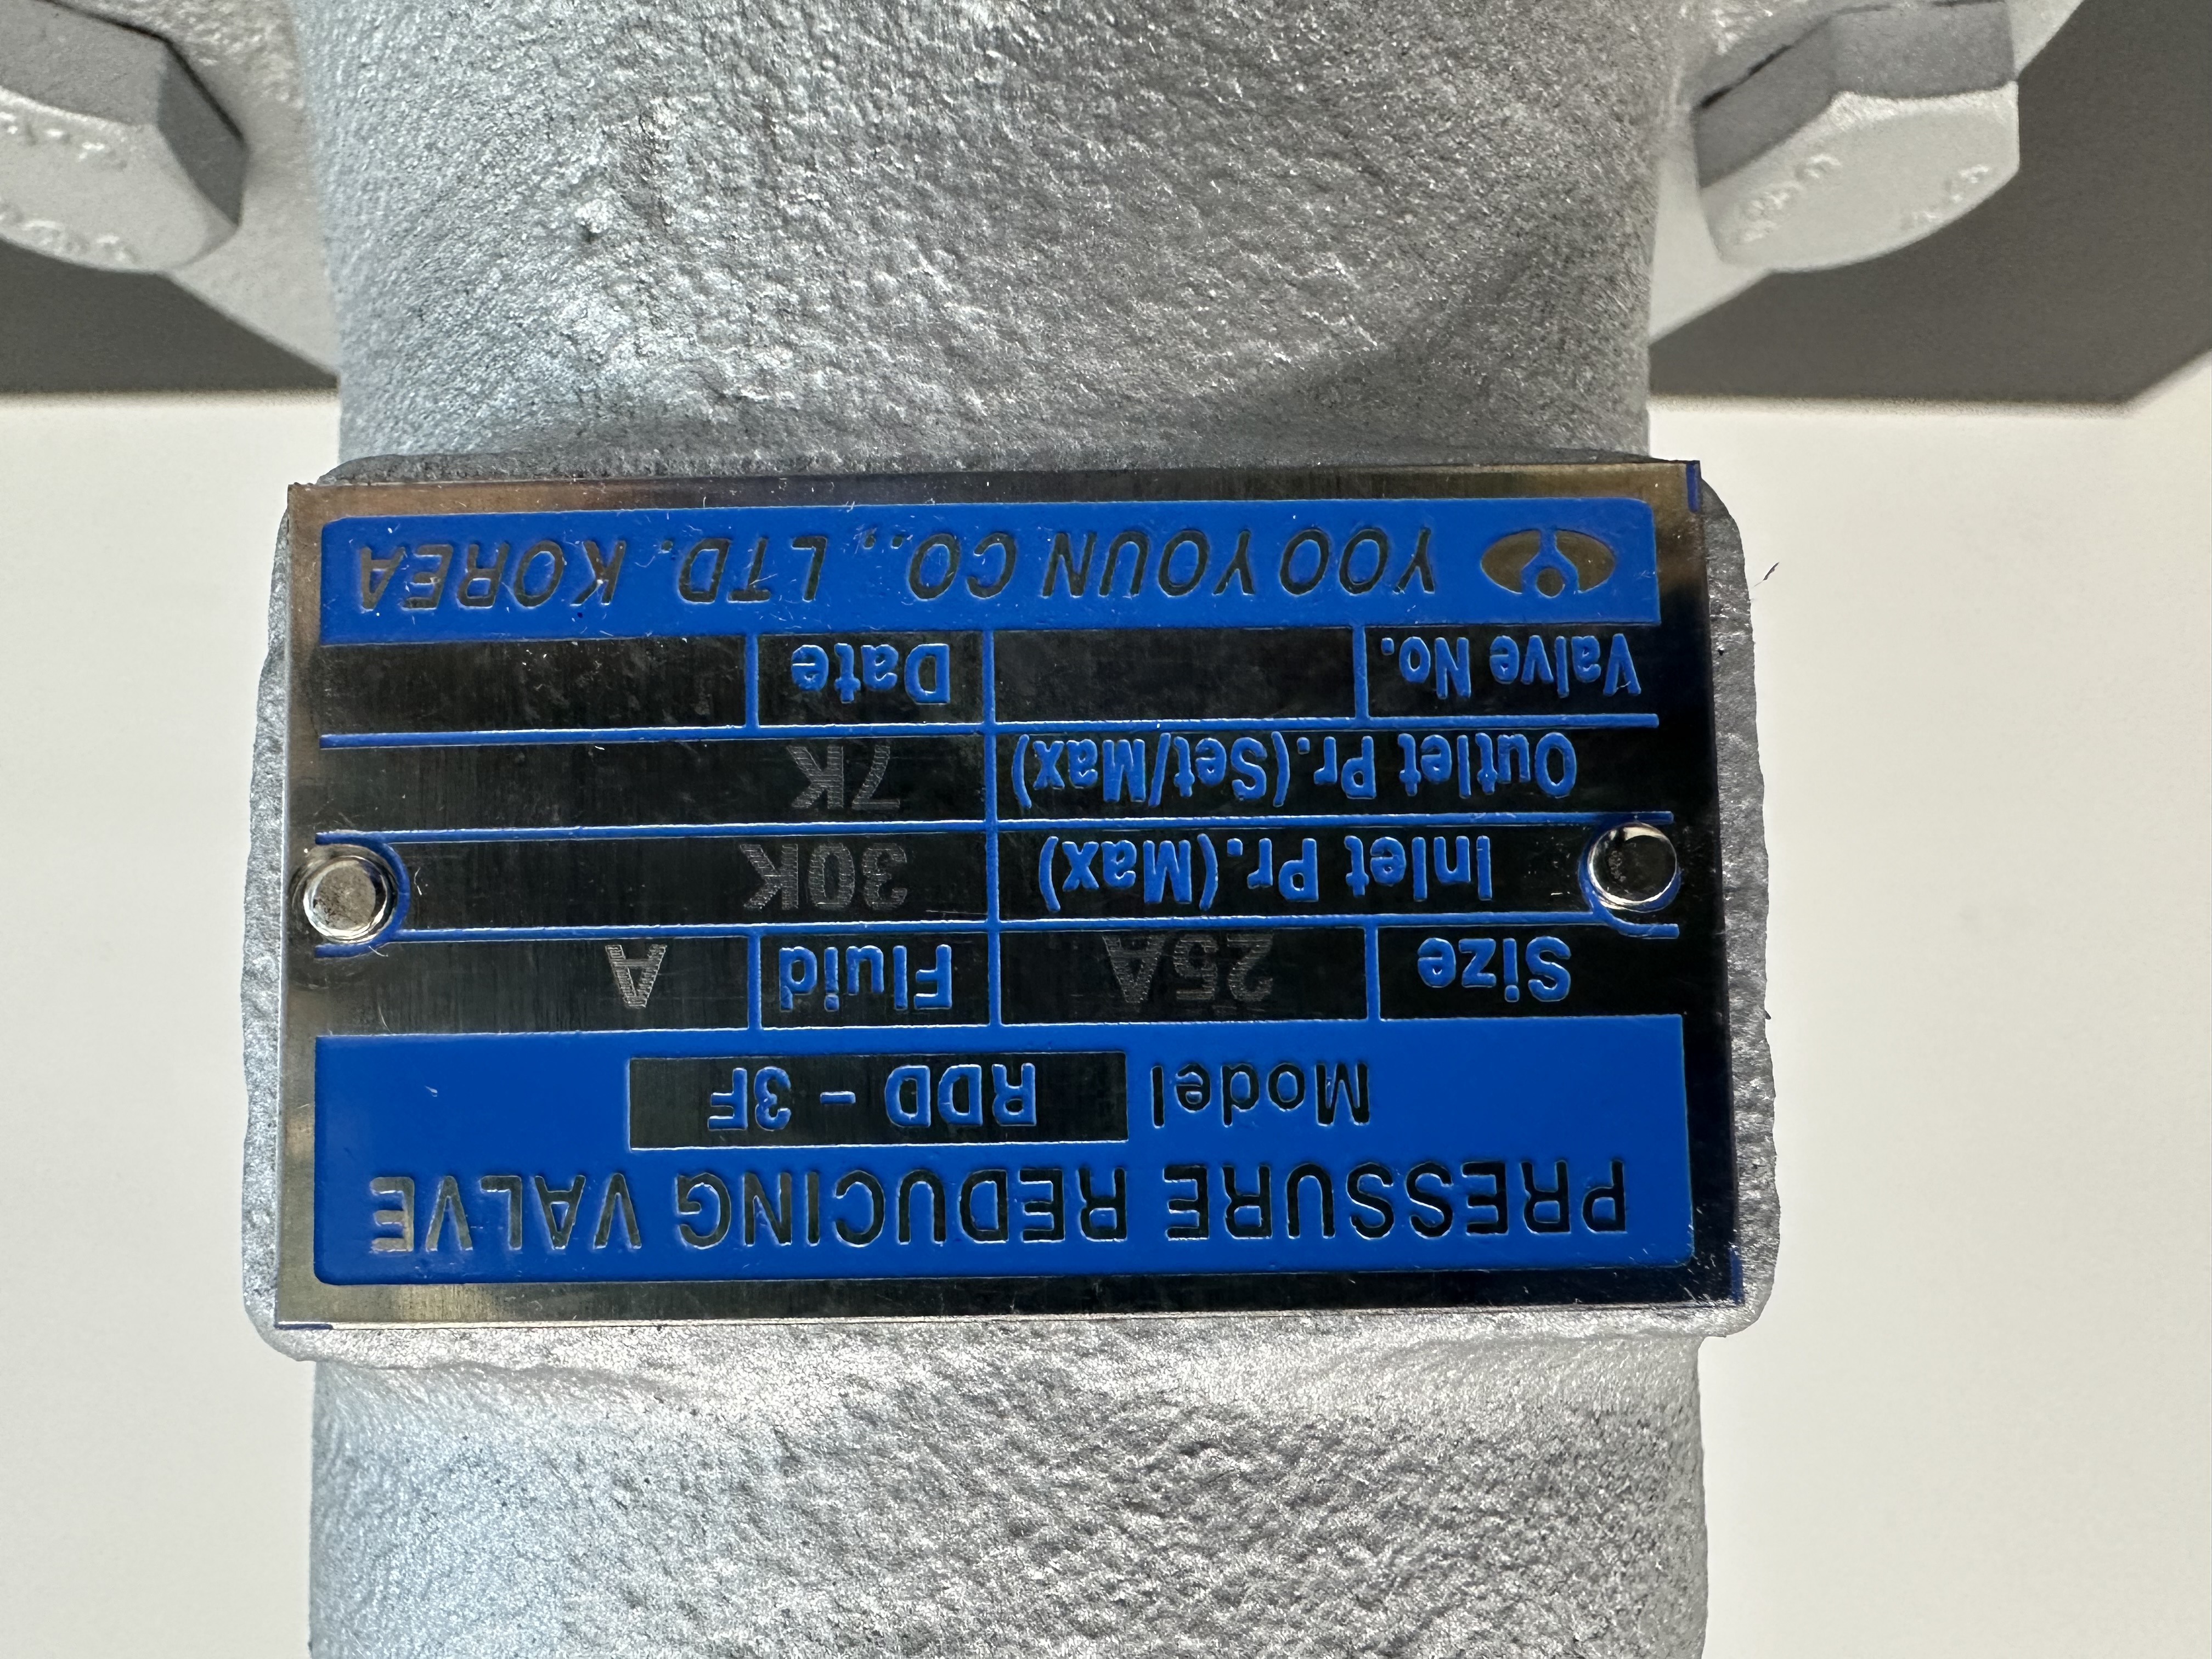 PRESSURE REDUCING VALVE
Model RDD - 3F
Size 25A Fluid A
Inlet Pr.(Max) 30K
Outlet Pr.(Set/Max) 7K
Valve No. Date
YOO YOUN CO., LTD. KOREA